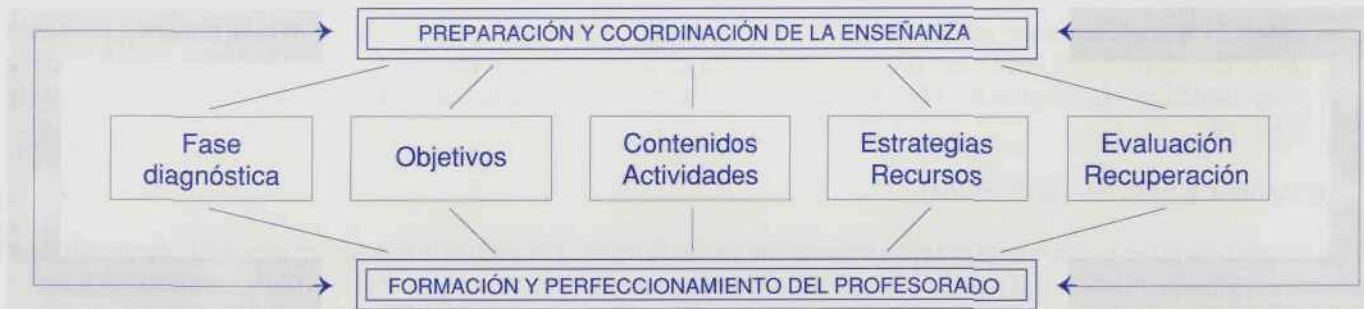 PREPARACIÓN Y COORDINACIÓN DE LA ENSEÑANZA
Fase
diagnóstica
Objetivos
Contenidos
Actividades
Estrategias
Recursos
Evaluación
Recuperación
FORMACIÓN Y PERFECCIONAMIENTO DEL PROFESORADO